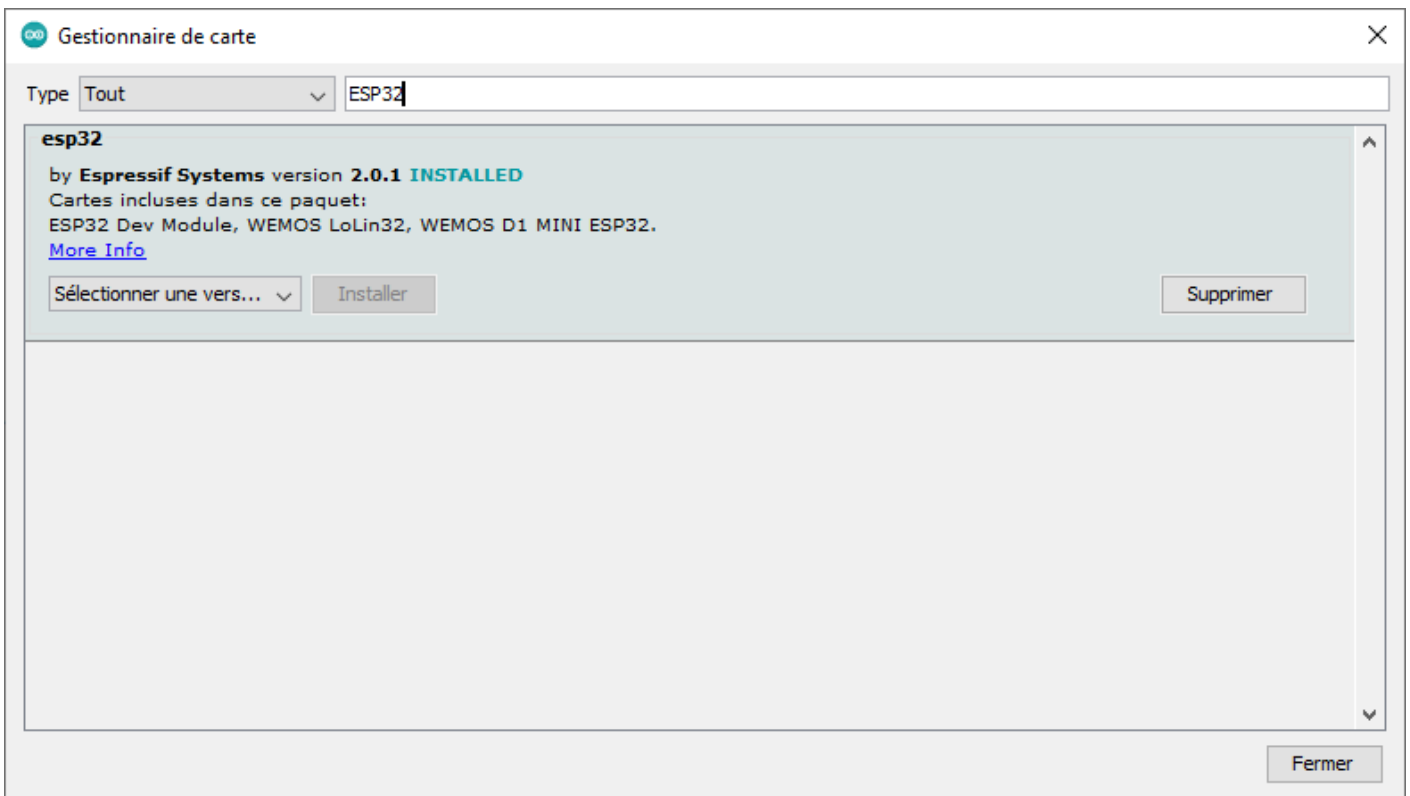 Gestionnaire de carte
Type Tout ESP32
esp32
by Espressif Systems version 2.0.1 INSTALLED
Cartes incluses dans ce paquet:
ESP32 Dev Module, WEMOS LoLin32, WEMOS D1 MINI ESP32.
More Info
Sélectionner une vers... Installer Supprimer
Fermer